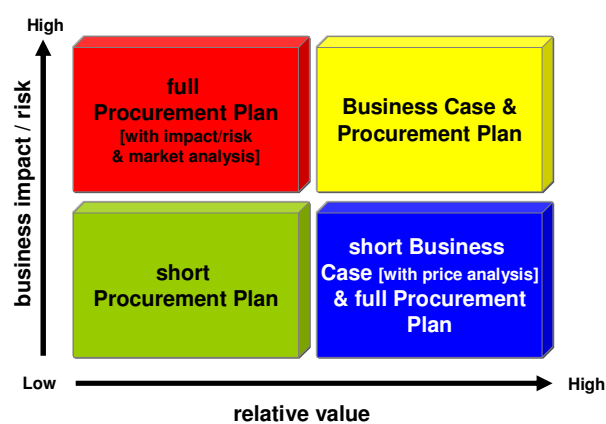 High
business impact / risk
full
Procurement Plan
[with impact/risk
& market analysis]
Business Case &
Procurement Plan
short
Procurement Plan
short Business
Case [with price analysis]
& full Procurement
Plan
Low
High
relative value